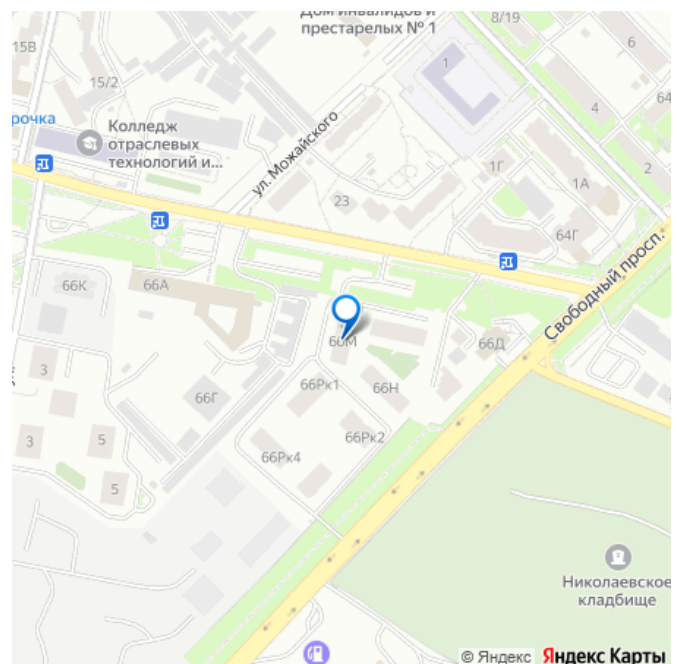 Дом инвалидов и
престарелых № 1
8/19
15В
6
15/2
1
4
64
рочка
Колледж
отраслевых
технологий и...
ул. Можайского
2
1Г
1А
23
64Г
Свободный просп.
66К
66А
66М
66Д
3
66Рк1
66Н
66Г
3
5
66Рк2
66Рк4
5
Николаевское
кладбище
© Яндекс Яндекс Карты